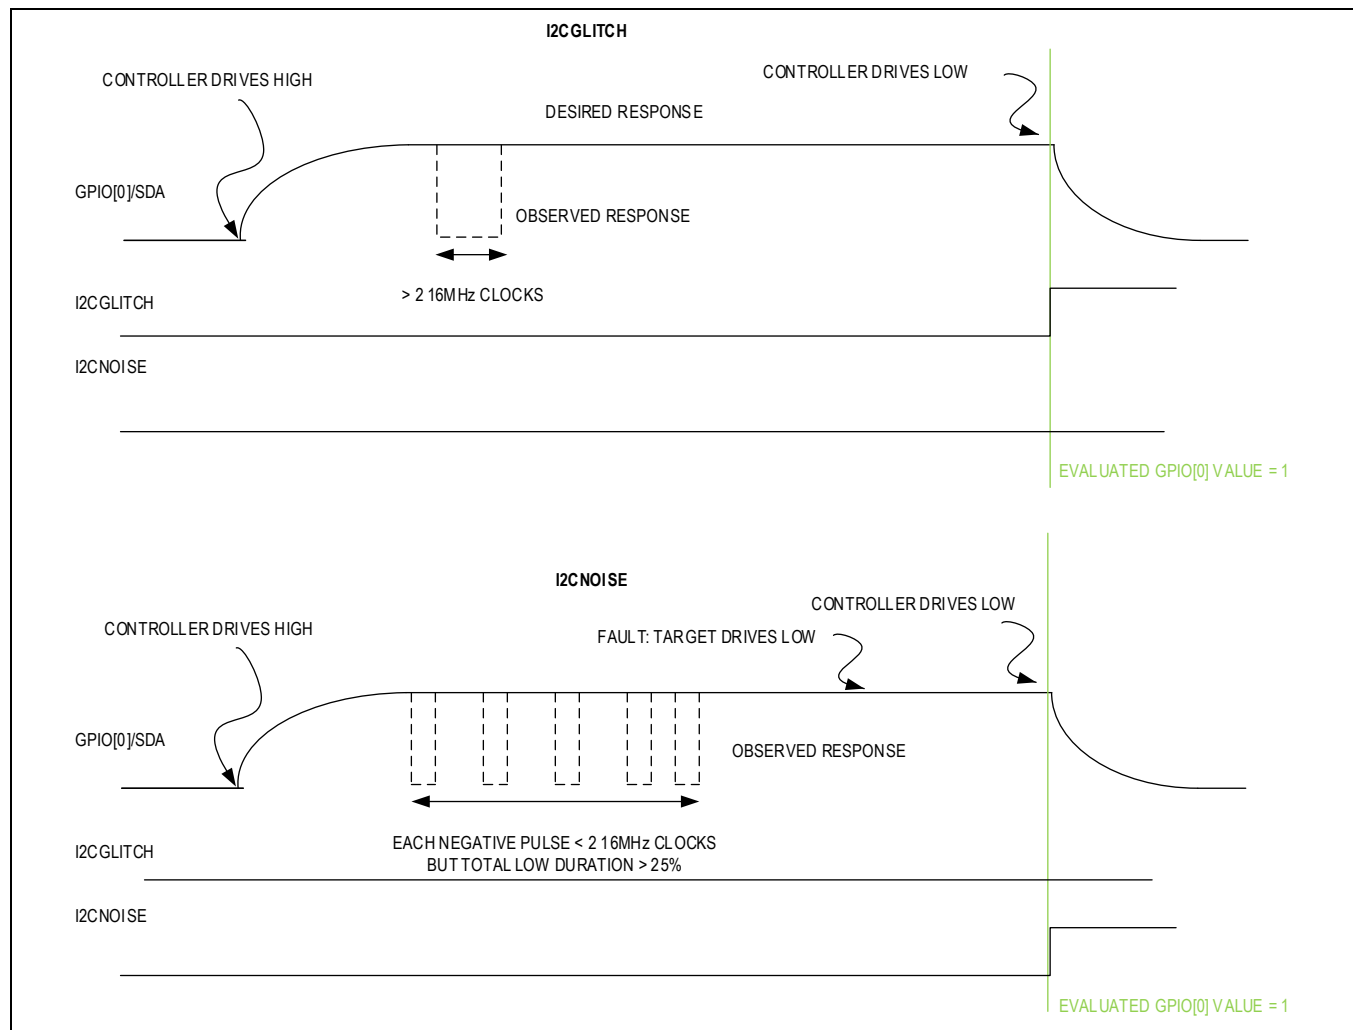 I2CGLITCH
CONTROLLER DRIVES HIGH
CONTROLLER DRIVES LOW
DESIRED RESPONSE
GPIO[0]/SDA
OBSERVED RESPONSE
> 2 16MHz CLOCKS
I2CGLITCH
I2CNOISE
EVALUATED GPIO[0] VALUE = 1
I2CNOISE
CONTROLLER DRIVES LOW
CONTROLLER DRIVES HIGH
FAULT: TARGET DRIVES LOW
GPIO[0]/SDA
OBSERVED RESPONSE
EACH NEGATIVE PULSE < 2 16MHz CLOCKS
BUT TOTAL LOW DURATION > 25%
I2CGLITCH
I2CNOISE
EVALUATED GPIO[0] VALUE = 1